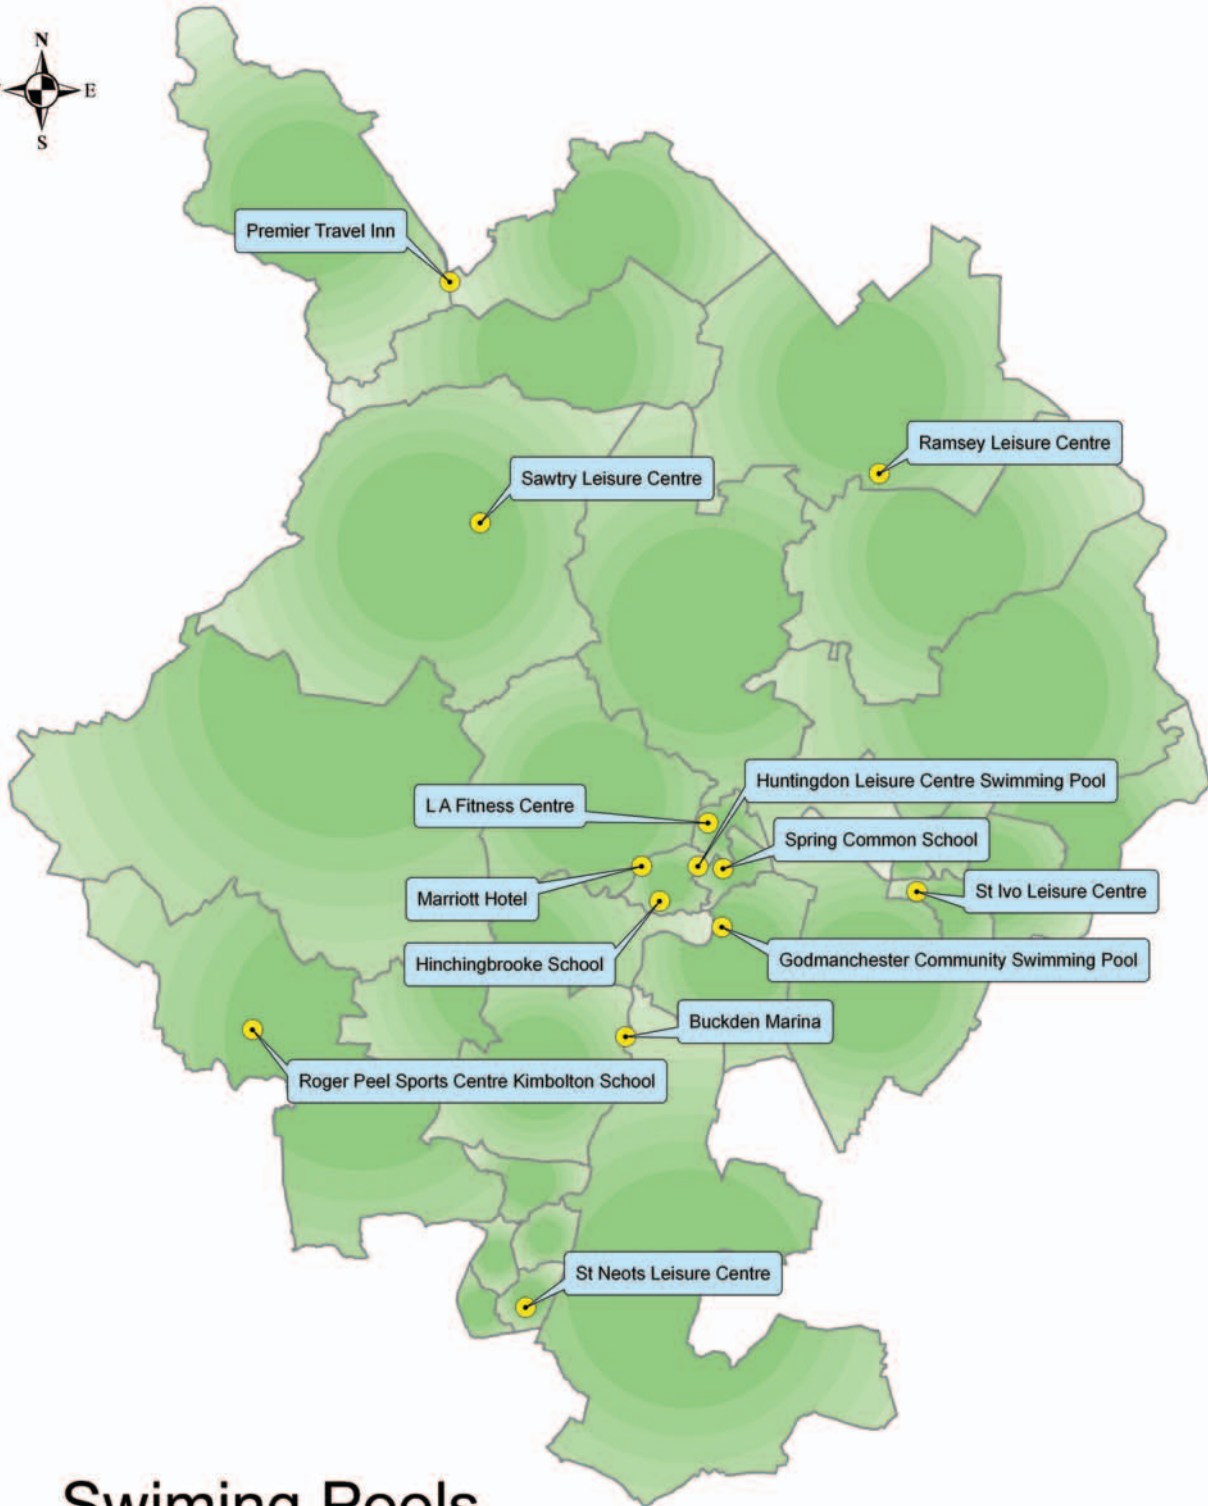 N
E
S
Premier Travel Inn
Ramsey Leisure Centre
Sawtry Leisure Centre
Huntingdon Leisure Centre Swimming Pool
L A Fitness Centre
Spring Common School
St Ivo Leisure Centre
Marriott Hotel
Godmanchester Community Swimming Pool
Hinchingbrooke School
Buckden Marina
Roger Peel Sports Centre Kimbolton School
St Neots Leisure Centre
Swiming Pools